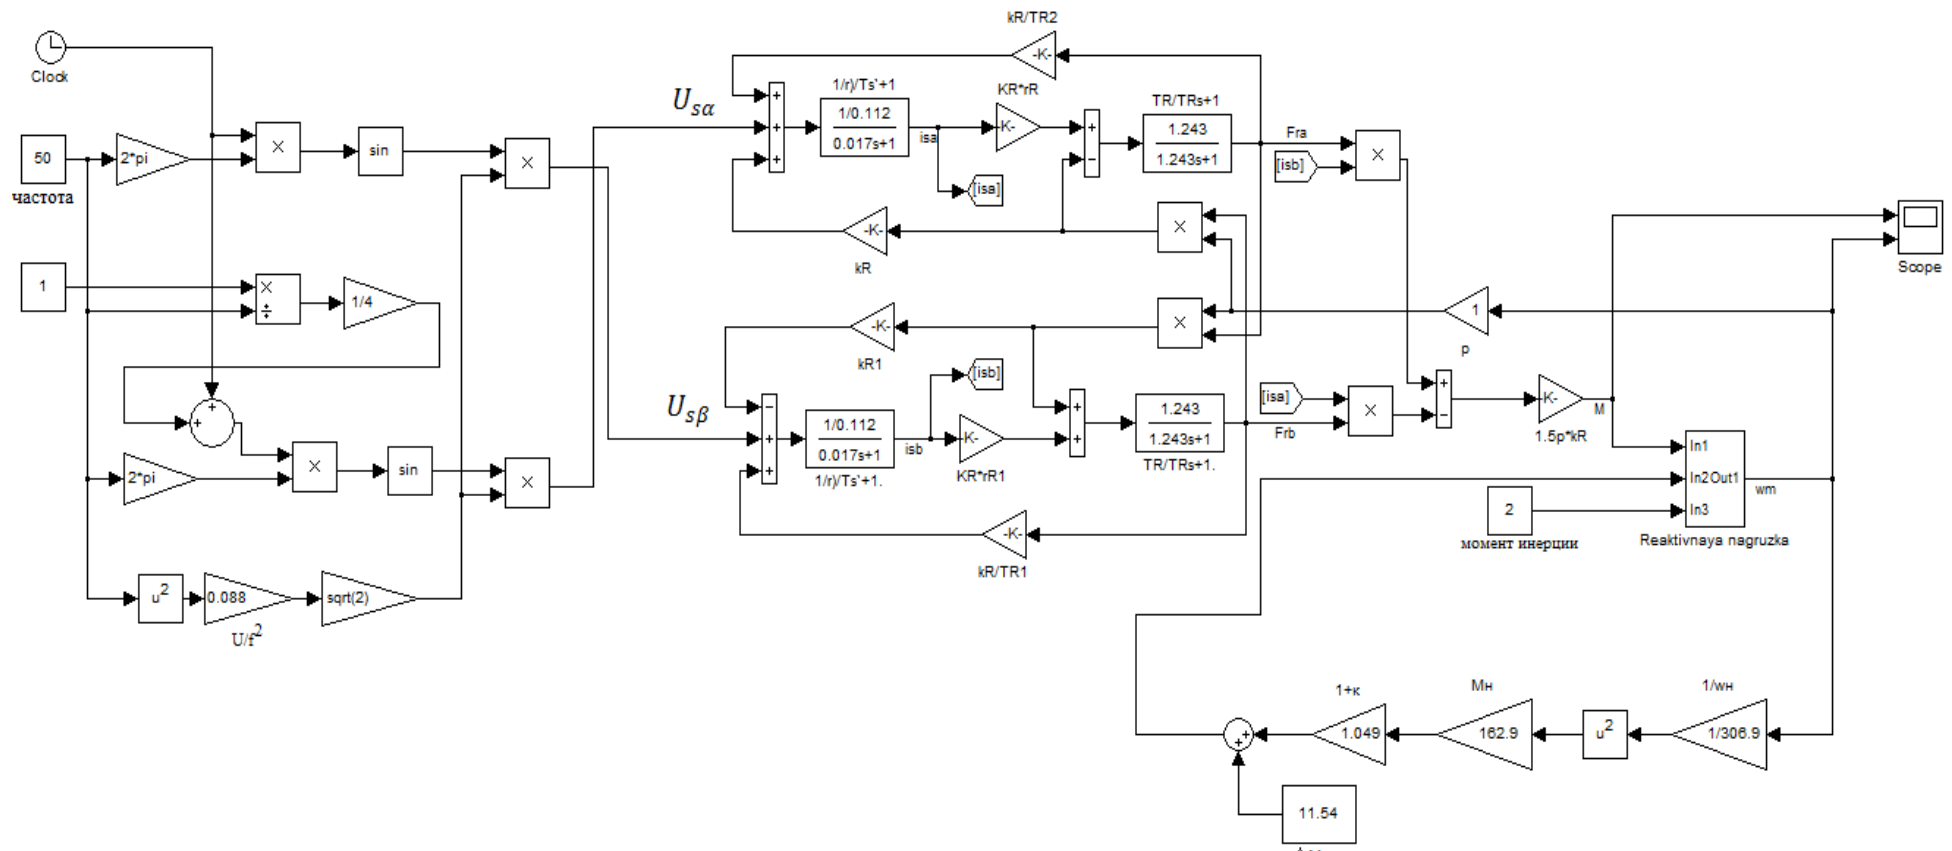 Clock
50
частота
2*pi
×
sin
×
1
×
÷
1/4
+
+
2*pi
×
sin
×
u²
0.088
U/f²
sqrt(2)
Usα
Usβ
kR/TR2
-K-
+
+
+
1/r)/Ts'+1
1/0.112
0.017s+1
isa
[isa]
KR*rR
K-
+
−
TR/TRs+1
1.243
1.243s+1
Fra
[isb]
×
-K-
kR
×
-K-
kR1
×
−
+
+
1/0.112
0.017s+1
1/r)/Ts'+1.
isb
[isb]
K-
KR*rR1
+
+
1.243
1.243s+1
TR/TRs+1.
[isa]
Frb
×
-K-
kR/TR1
1
p
+
−
K-
1.5p*kR
M
Scope
In1
In2 Out1
In3
wm
Reaktivnaya nagruzka
2
момент инерции
1+к
1.049
Мн
162.9
u²
1/wн
1/306.9
+
+
11.54